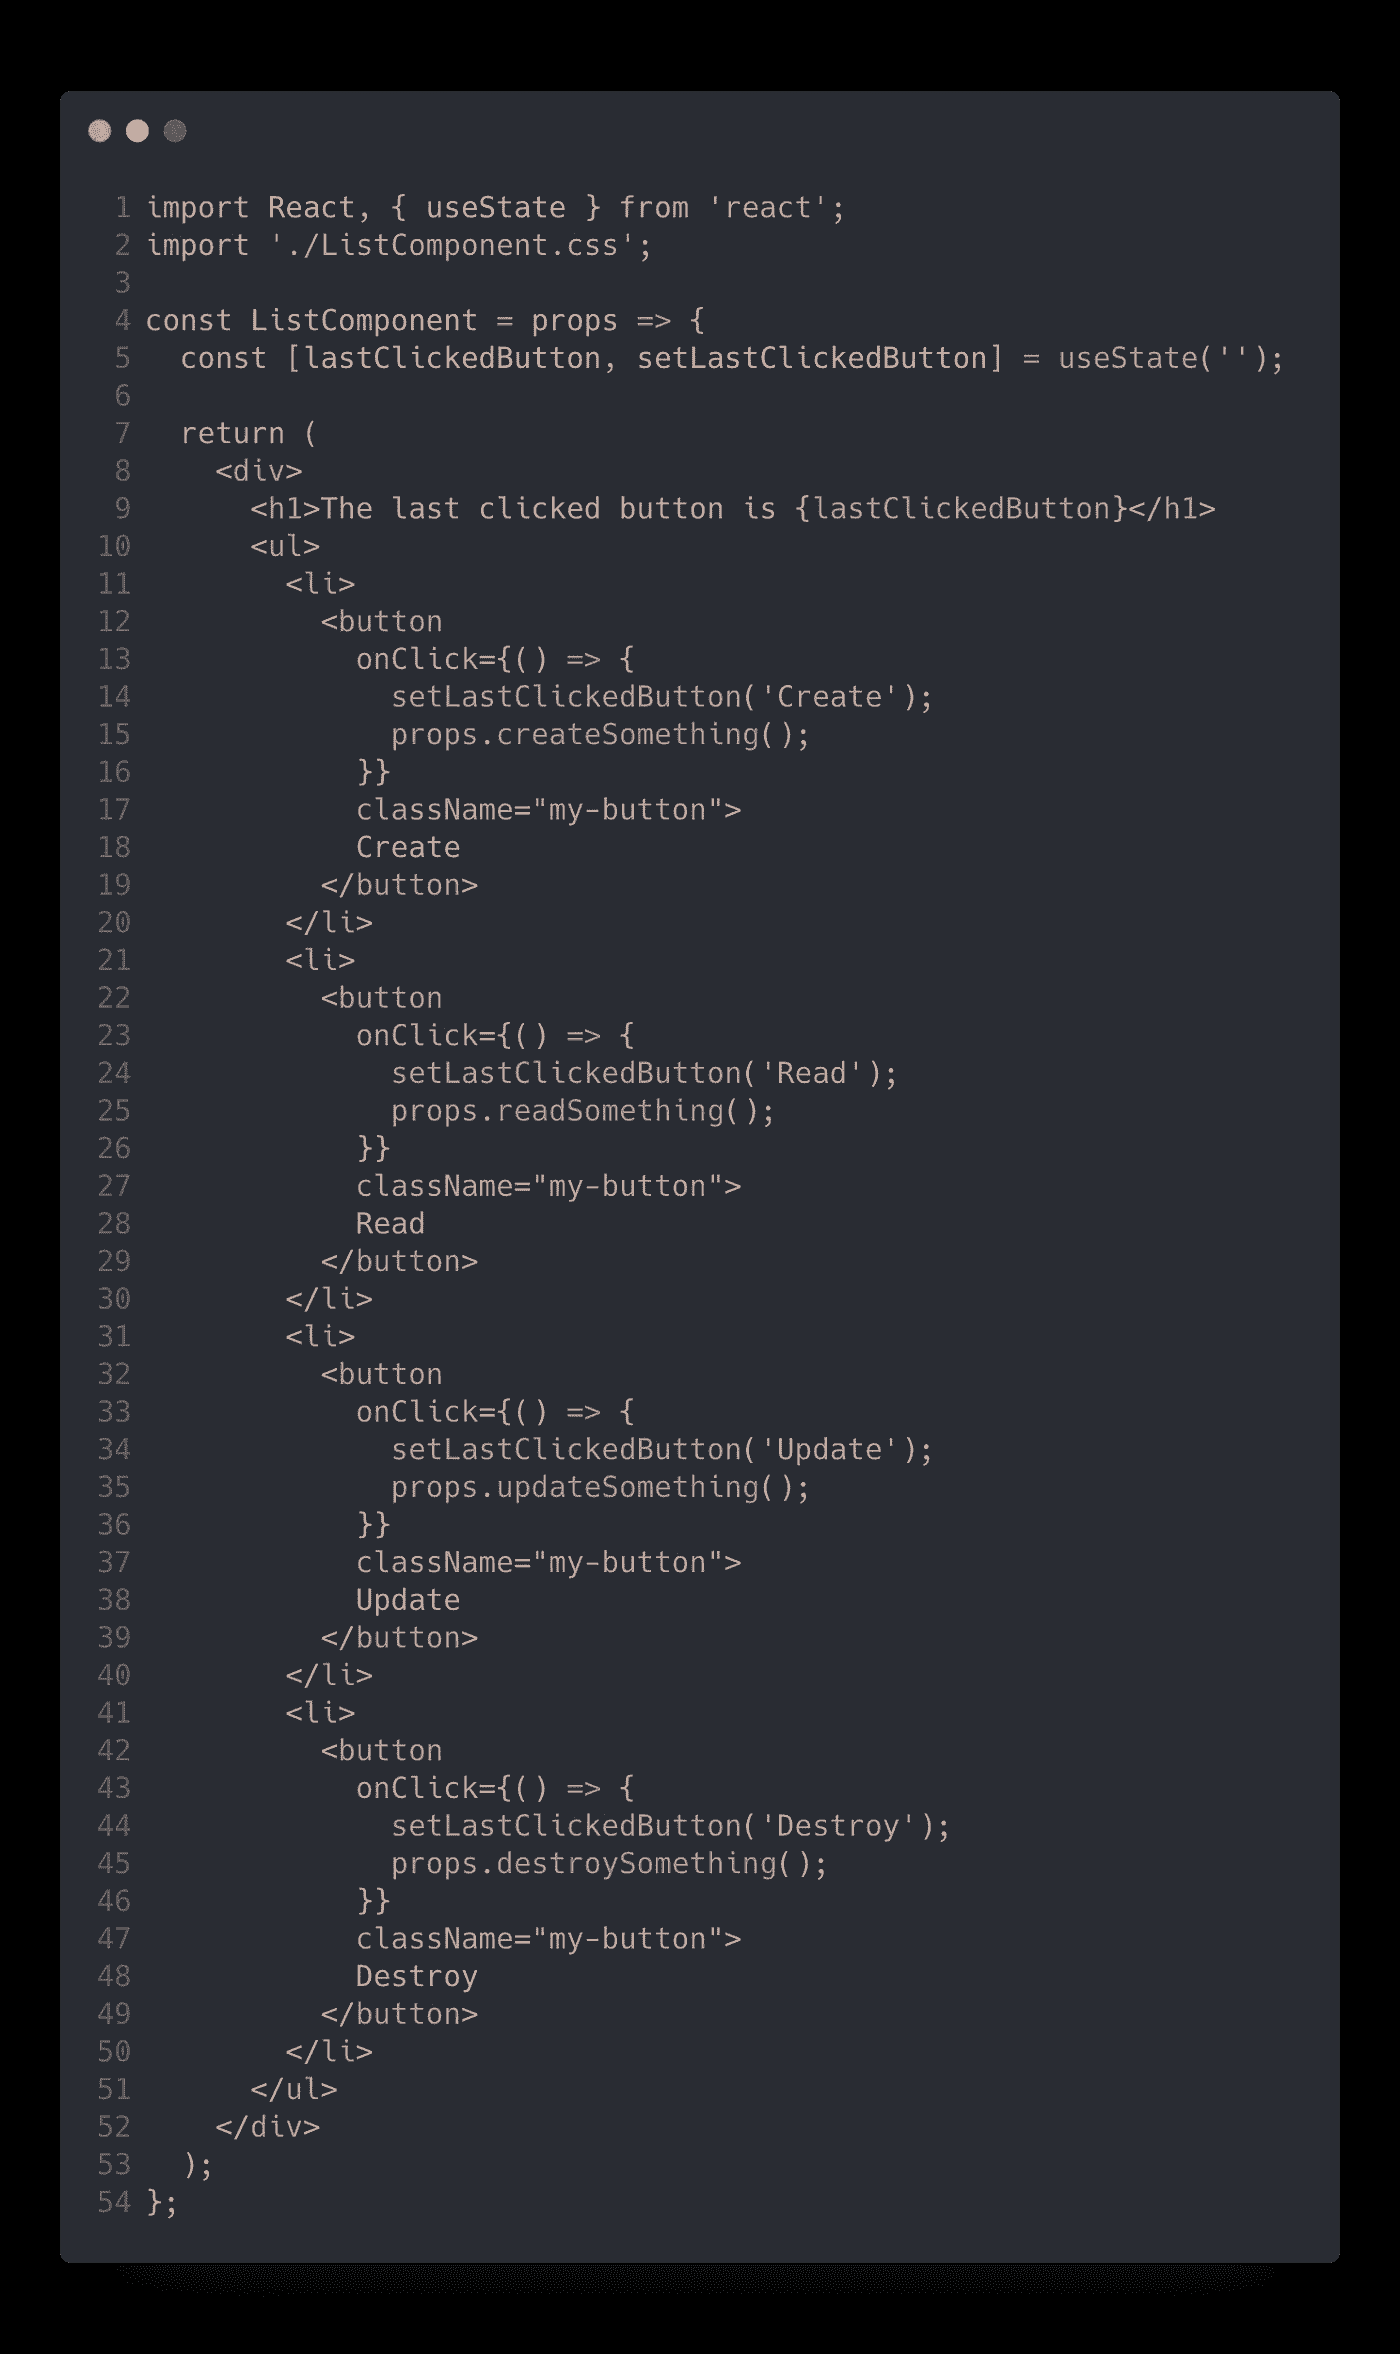 1 import React, { useState } from 'react';
2 import './ListComponent.css';
3
4 const ListComponent = props => {
5   const [lastClickedButton, setLastClickedButton] = useState('');
6
7   return (
8     <div>
9       <h1>The last clicked button is {lastClickedButton}</h1>
10       <ul>
11         <li>
12           <button
13             onClick={() => {
14               setLastClickedButton('Create');
15               props.createSomething();
16             }}
17             className="my-button">
18             Create
19           </button>
20         </li>
21         <li>
22           <button
23             onClick={() => {
24               setLastClickedButton('Read');
25               props.readSomething();
26             }}
27             className="my-button">
28             Read
29           </button>
30         </li>
31         <li>
32           <button
33             onClick={() => {
34               setLastClickedButton('Update');
35               props.updateSomething();
36             }}
37             className="my-button">
38             Update
39           </button>
40         </li>
41         <li>
42           <button
43             onClick={() => {
44               setLastClickedButton('Destroy');
45               props.destroySomething();
46             }}
47             className="my-button">
48             Destroy
49           </button>
50         </li>
51       </ul>
52     </div>
53   );
54 };